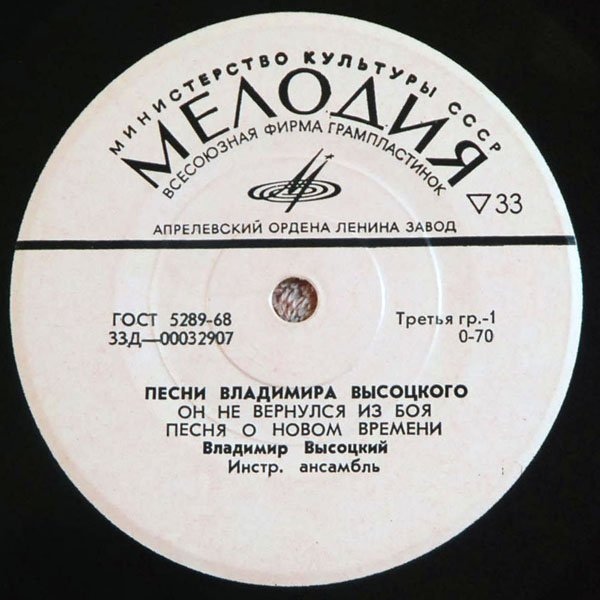 МИНИСТЕРСТВО КУЛЬТУРЫ СССР
МЕЛОДИЯ
ВСЕСОЮЗНАЯ ФИРМА ГРАМПЛАСТИНОК
▽33
АПРЕЛЕВСКИЙ ОРДЕНА ЛЕНИНА ЗАВОД
ГОСТ 5289-68
Третья гр.-1
33Д—00032907
0-70
ПЕСНИ ВЛАДИМИРА ВЫСОЦКОГО
ОН НЕ ВЕРНУЛСЯ ИЗ БОЯ
ПЕСНЯ О НОВОМ ВРЕМЕНИ
Владимир Высоцкий
Инстр. ансамбль